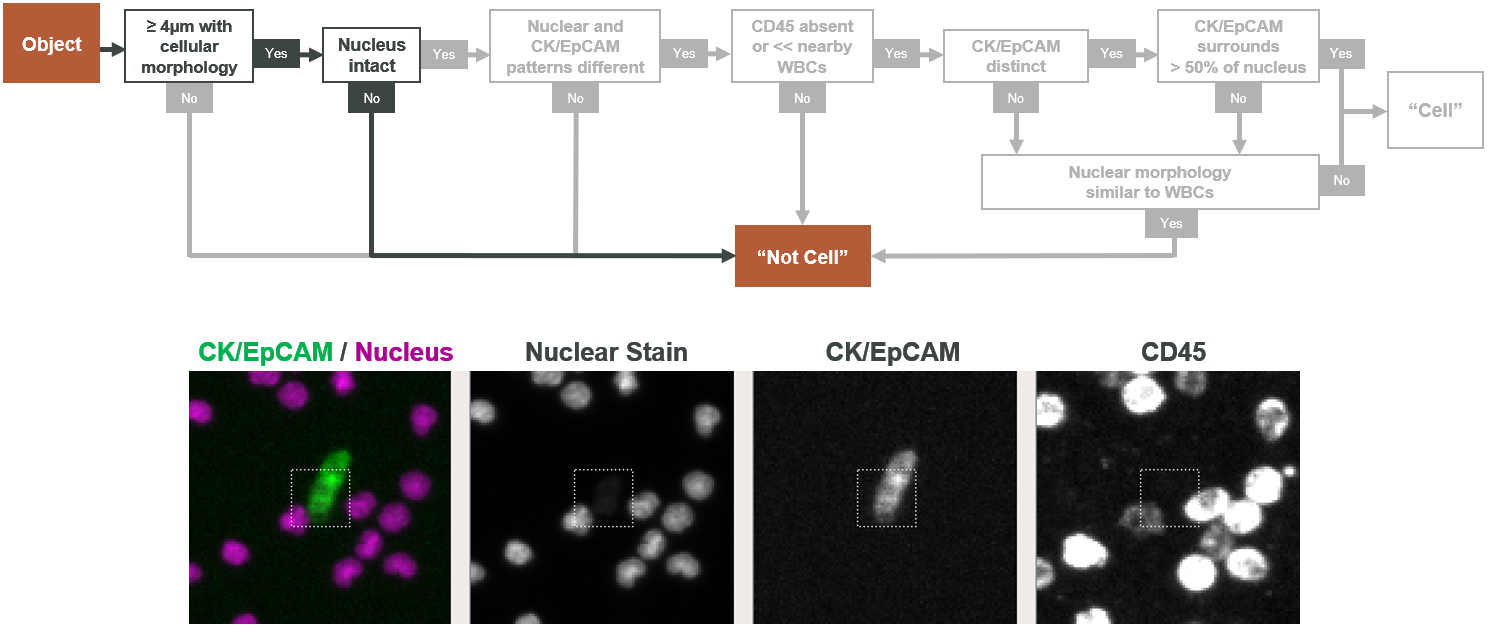 Object
≥ 4μm with
cellular
morphology
Yes
No
Nucleus
intact
Yes
No
Nuclear and
CK/EpCAM
patterns different
Yes
No
CD45 absent
or << nearby
WBCs
Yes
No
CK/EpCAM
distinct
Yes
No
CK/EpCAM
surrounds
> 50% of nucleus
Yes
No
“Cell”
Nuclear morphology
similar to WBCs
No
Yes
“Not Cell”
CK/EpCAM / Nucleus
Nuclear Stain
CK/EpCAM
CD45